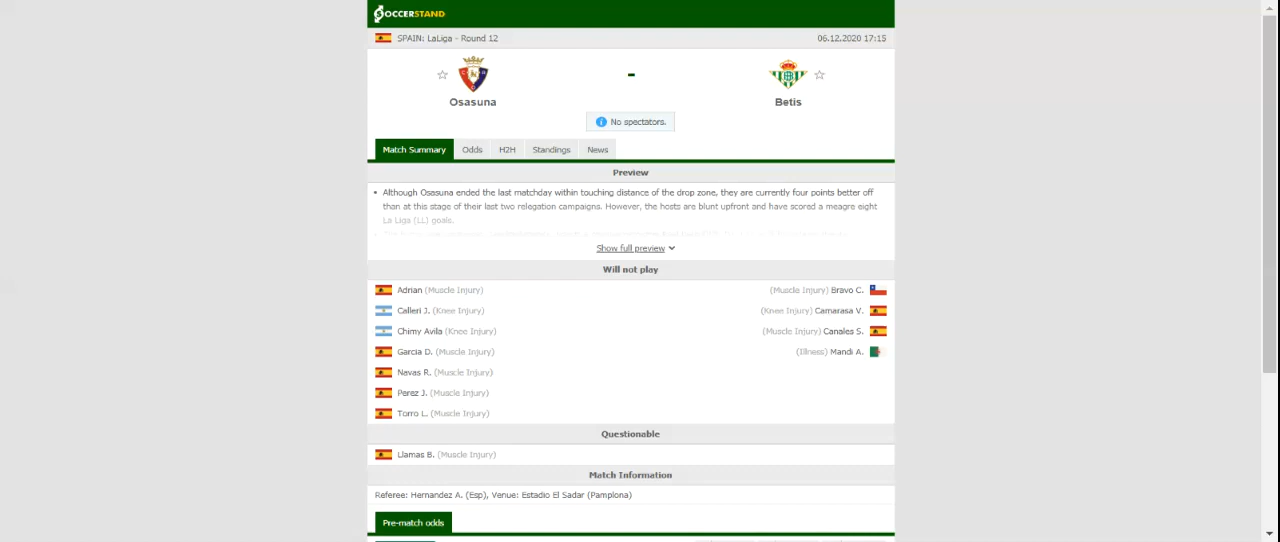 SOCCERSTAND
SPAIN: LaLiga - Round 12 06.12.2020 17:15
-
Osasuna Betis
No spectators.
Match Summary Odds H2H Standings News
Preview
• Although Osasuna ended the last matchday within touching distance of the drop zone, they are currently four points better off
than at this stage of their last two relegation campaigns. However, the hosts are blunt upfront and have scored a meagre eight
La Liga (LL) goals.
Show full preview
Will not play
Adrian (Muscle Injury) (Muscle Injury) Bravo C.
Calleri J. (Knee Injury) (Knee Injury) Camarasa V.
Chimy Avila (Knee Injury) (Muscle Injury) Canales S.
Garcia D. (Muscle Injury) (Illness) Mandi A.
Navas R. (Muscle Injury)
Perez J. (Muscle Injury)
Torro L. (Muscle Injury)
Questionable
Llamas B. (Muscle Injury)
Match Information
Referee: Hernandez A. (Esp), Venue: Estadio El Sadar (Pamplona)
Pre-match odds